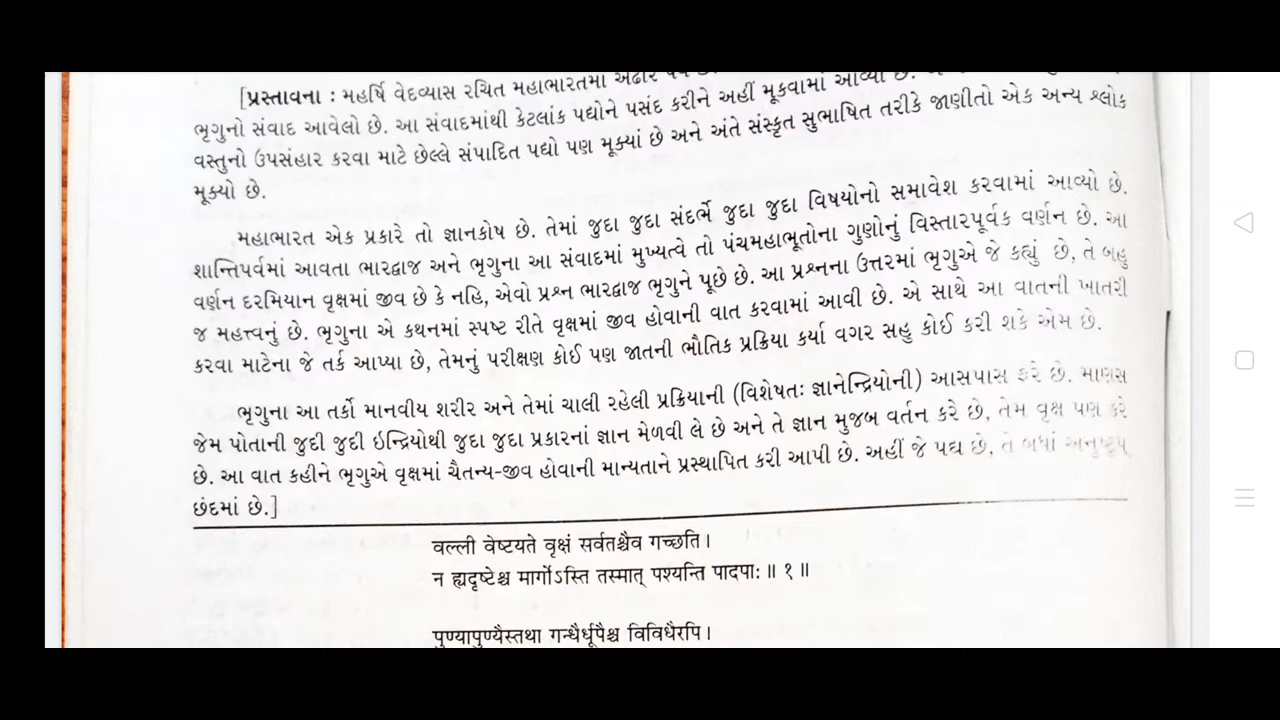 [પ્રસ્તાવના : મહર્ષિ વેદવ્યાસ રચિત મહાભારતમાં અઢાર
ભૃગુનો સંવાદ આવેલો છે. આ સંવાદમાંથી કેટલાંક પદ્યોને પસંદ કરીને અહીં મૂકવામાં આવ્યાં છે.
વસ્તુનો ઉપસંહાર કરવા માટે છેલ્લે સંપાદિત પદ્યો પણ મૂક્યાં છે અને અંતે સંસ્કૃત સુભાષિત તરીકે જાણીતો એક અન્ય શ્લોક
મૂક્યો છે.
મહાભારત એક પ્રકારે તો જ્ઞાનકોષ છે. તેમાં જુદા જુદા સંદર્ભે જુદા જુદા વિષયોનો સમાવેશ કરવામાં આવ્યો છે.
શાન્તિપર્વમાં આવતા ભારદ્વાજ અને ભૃગુના આ સંવાદમાં મુખ્યત્વે તો પંચમહાભૂતોના ગુણોનું વિસ્તારપૂર્વક વર્ણન છે. આ
વર્ણન દરમિયાન વૃક્ષમાં જીવ છે કે નહિ, એવો પ્રશ્ન ભારદ્વાજ ભૃગુને પૂછે છે. આ પ્રશ્નના ઉત્તરમાં ભૃગુએ જે કહ્યું છે, તે બહુ
જ મહત્ત્વનું છે. ભૃગુના એ કથનમાં સ્પષ્ટ રીતે વૃક્ષમાં જીવ હોવાની વાત કરવામાં આવી છે. એ સાથે આ વાતની ખાતરી
કરવા માટેના જે તર્ક આપ્યા છે, તેમનું પરીક્ષણ કોઈ પણ જાતની ભૌતિક પ્રક્રિયા કર્યા વગર સહુ કોઈ કરી શકે એમ છે.
ભૃગુના આ તર્કો માનવીય શરીર અને તેમાં ચાલી રહેલી પ્રક્રિયાની (વિશેષતઃ જ્ઞાનેન્દ્રિયોની) આસપાસ ફરે છે. માણસ
જેમ પોતાની જુદી જુદી ઇન્દ્રિયોથી જુદા જુદા પ્રકારનાં જ્ઞાન મેળવી લે છે અને તે જ્ઞાન મુજબ વર્તન કરે છે, તેમ વૃક્ષ પણ કરે
છે. આ વાત કહીને ભૃગુએ વૃક્ષમાં ચૈતન્ય-જીવ હોવાની માન્યતાને પ્રસ્થાપિત કરી આપી છે. અહીં જે પદ્ય છે, તે બધાં અનુષ્ટુપ
છંદમાં છે.]
वल्ली वेष्टयते वृक्षं सर्वतश्चैव गच्छति।
न ह्यदृष्टेश्च मार्गोऽस्ति तस्मात् पश्यन्ति पादपाः॥ १॥
पुण्यापुण्यैस्तथा गन्धैर्धूपैश्च विविधैरपि।